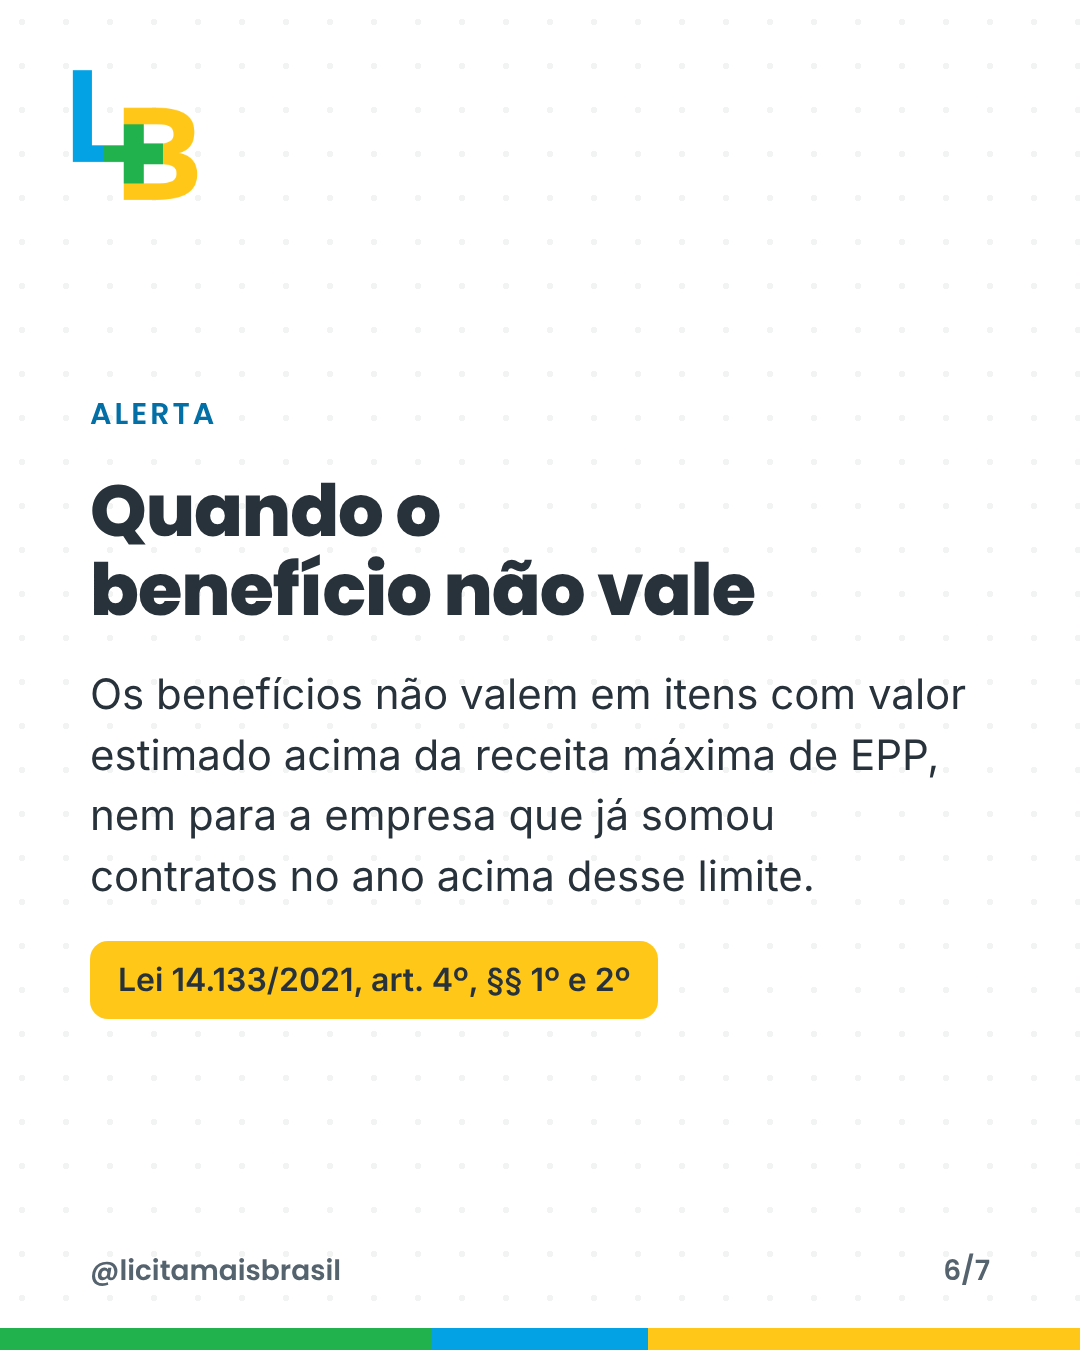 L+B
ALERTA
Quando o
benefício não vale
Os benefícios não valem em itens com valor
estimado acima da receita máxima de EPP,
nem para a empresa que já somou
contratos no ano acima desse limite.
Lei 14.133/2021, art. 4º, §§ 1º e 2º
@licitamaisbrasil
6/7